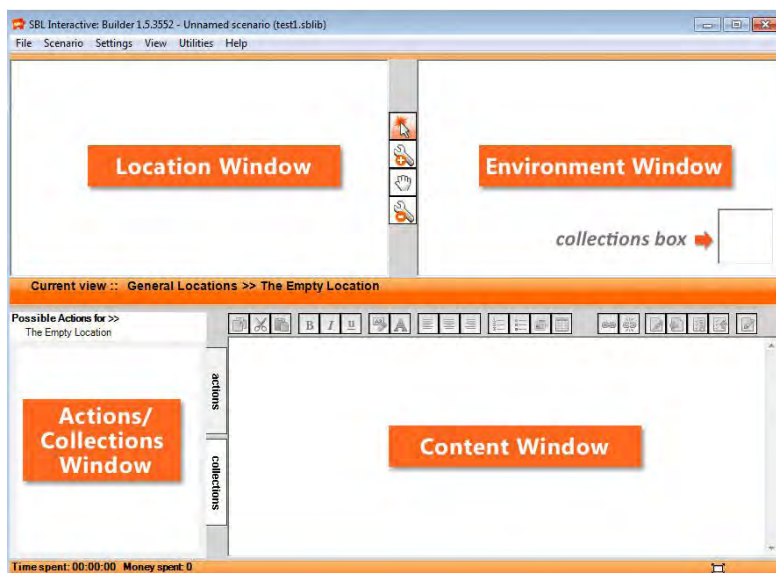 SBL Interactive: Builder 1.5.3552 - Unnamed scenario (test1.sblib)
File Scenario Settings View Utilities Help
Location Window
Environment Window
collections box
Current view :: General Locations >> The Empty Location
Possible Actions for >>
The Empty Location
B I U A
actions
Actions/
Collections
Window
Content Window
collections
Time spent: 00:00:00 Money spent: 0